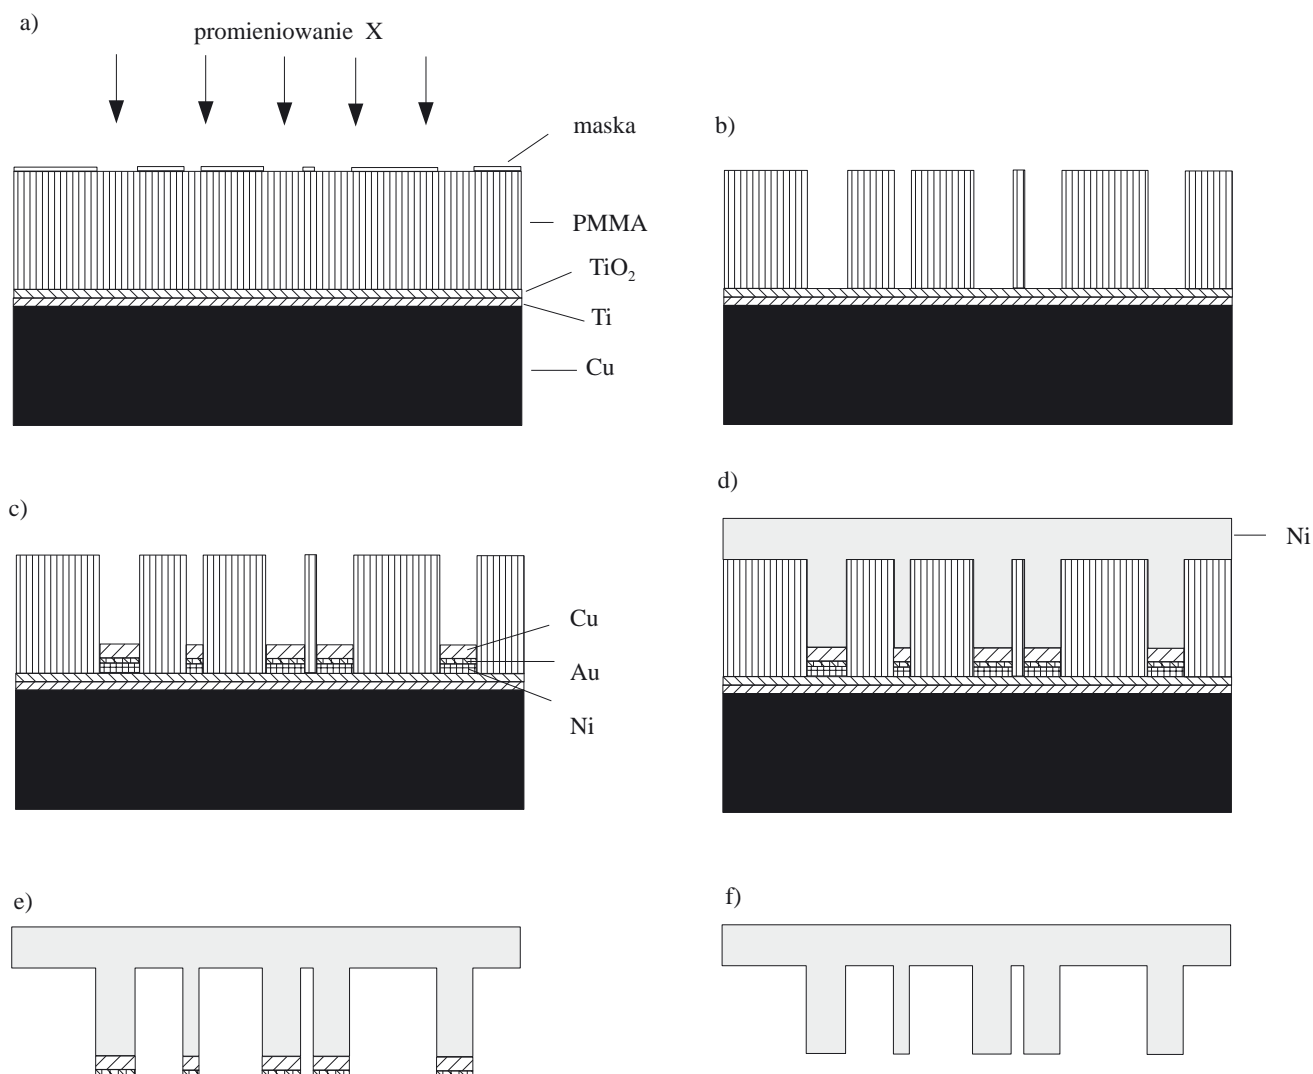 a)
promieniowanie X
maska
PMMA
TiO₂
Ti
Cu
b)
c)
Cu
Au
Ni
d)
Ni
e)
f)